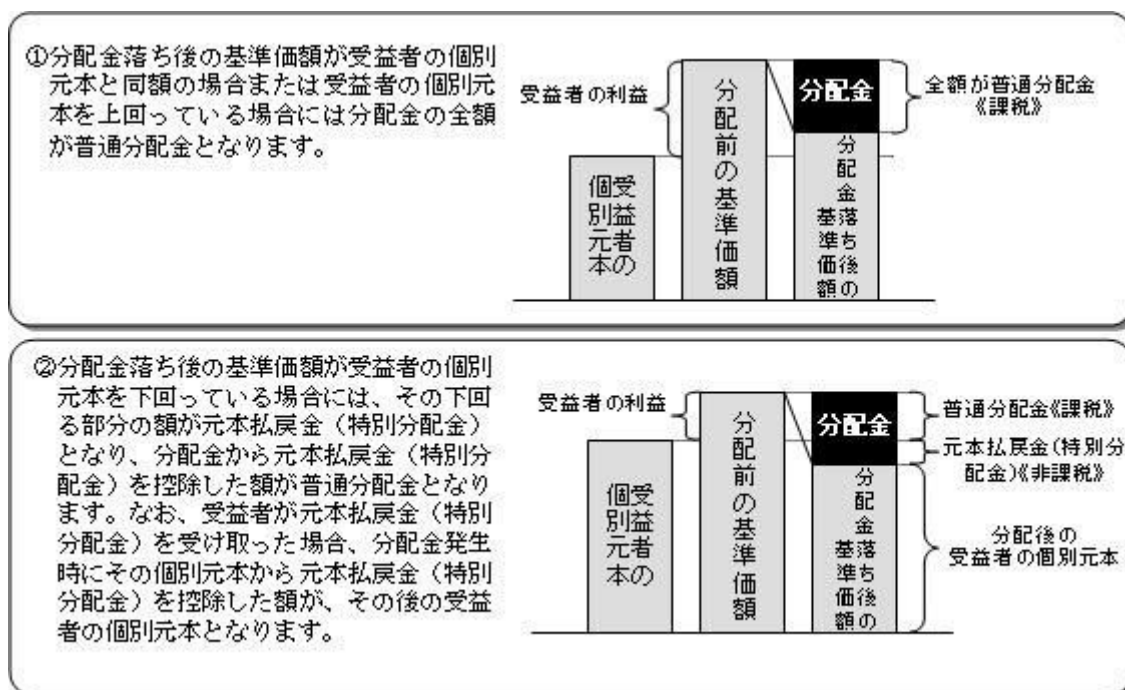 ①分配金落ち後の基準価額が受益者の個別
元本と同額の場合または受益者の個別元
本を上回っている場合には分配金の全額
が普通分配金となります。
受益者の利益
受益者の
個別元本
分配前の基準価額
分配金
分配金落ち後の
基準価額
全額が普通分配金
《課税》
②分配金落ち後の基準価額が受益者の個別
元本を下回っている場合には、その下回
る部分の額が元本払戻金（特別分配金）
となり、分配金から元本払戻金（特別分
配金）を控除した額が普通分配金となり
ます。なお、受益者が元本払戻金（特別
分配金）を受け取った場合、分配金発生
時にその個別元本から元本払戻金（特別
分配金）を控除した額が、その後の受益
者の個別元本となります。
受益者の利益
受益者の
個別元本
分配前の基準価額
分配金
分配金落ち後の
基準価額
普通分配金《課税》
元本払戻金(特別分
配金)《非課税》
分配後の
受益者の個別元本